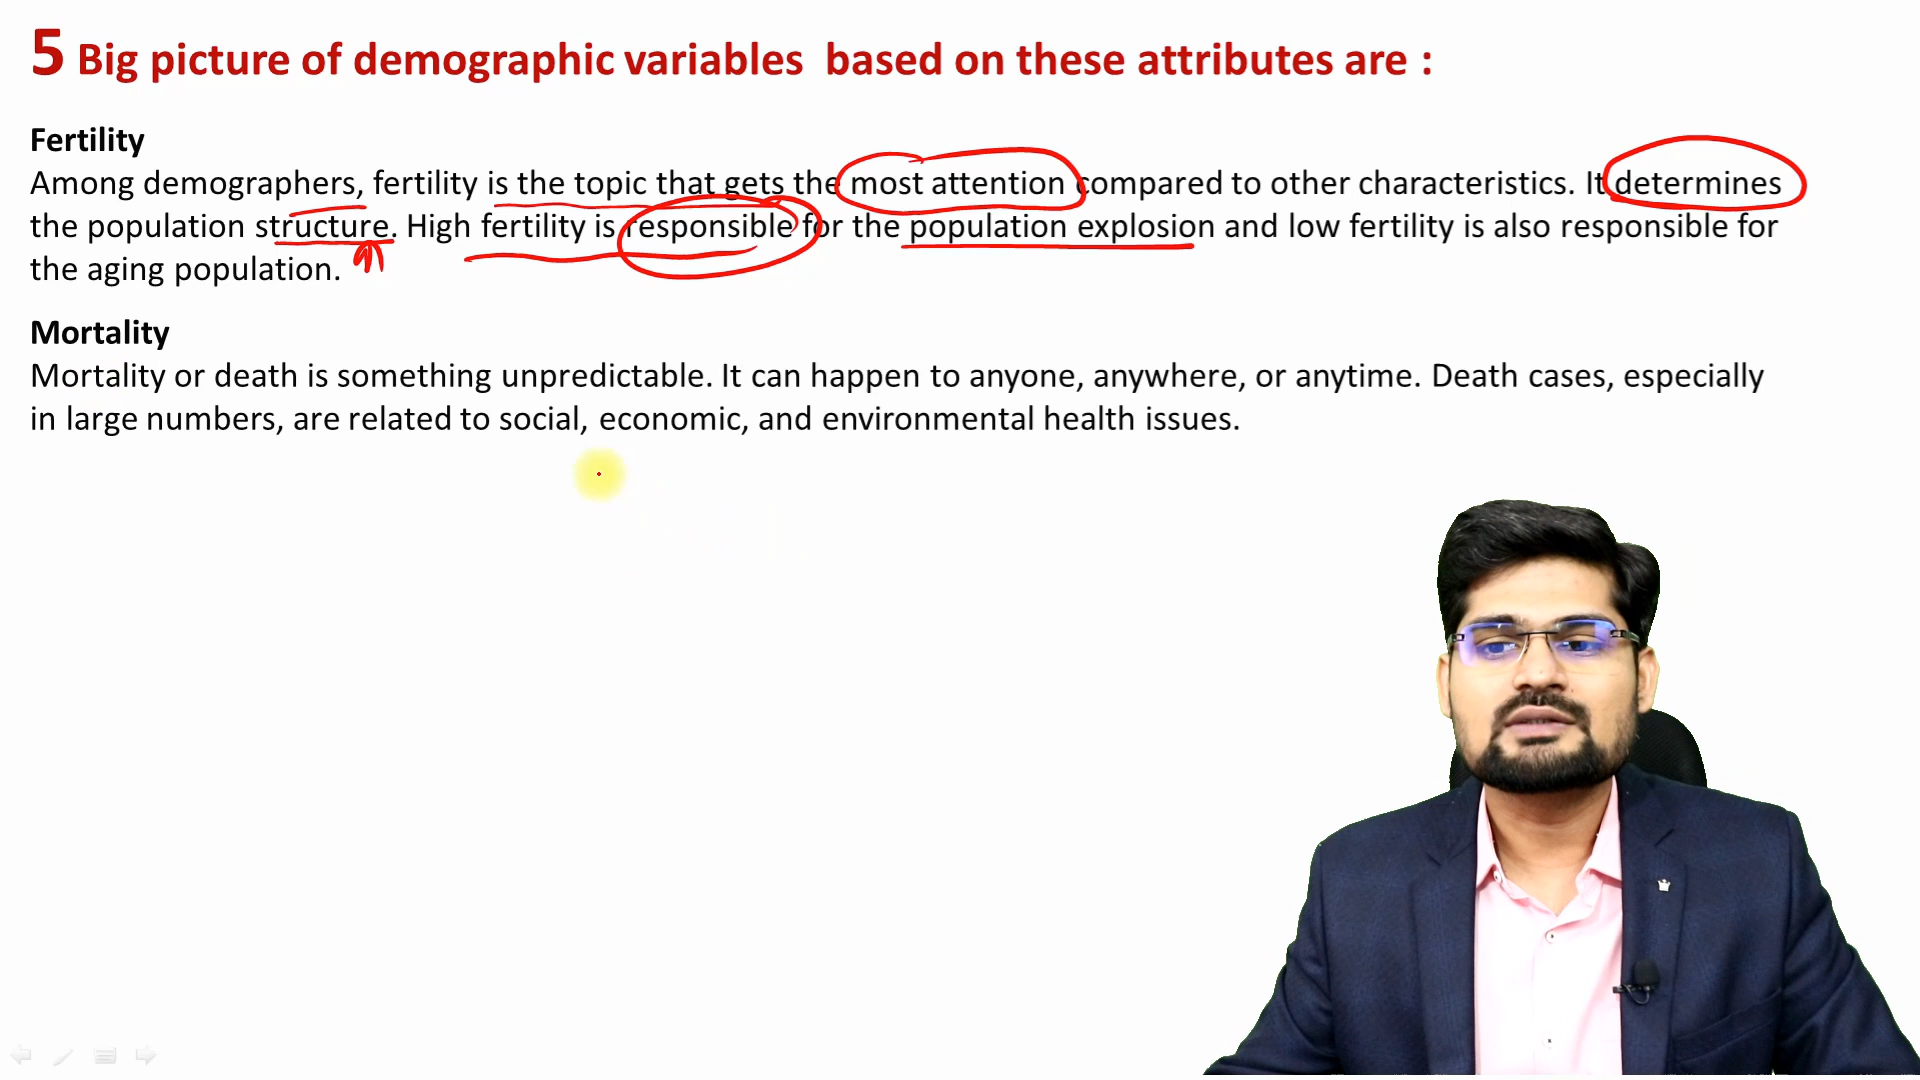 5 Big picture of demographic variables based on these attributes are :
Fertility
Among demographers, fertility is the topic that gets the most attention compared to other characteristics. It determines
the population structure. High fertility is responsible for the population explosion and low fertility is also responsible for
the aging population.
Mortality
Mortality or death is something unpredictable. It can happen to anyone, anywhere, or anytime. Death cases, especially
in large numbers, are related to social, economic, and environmental health issues.